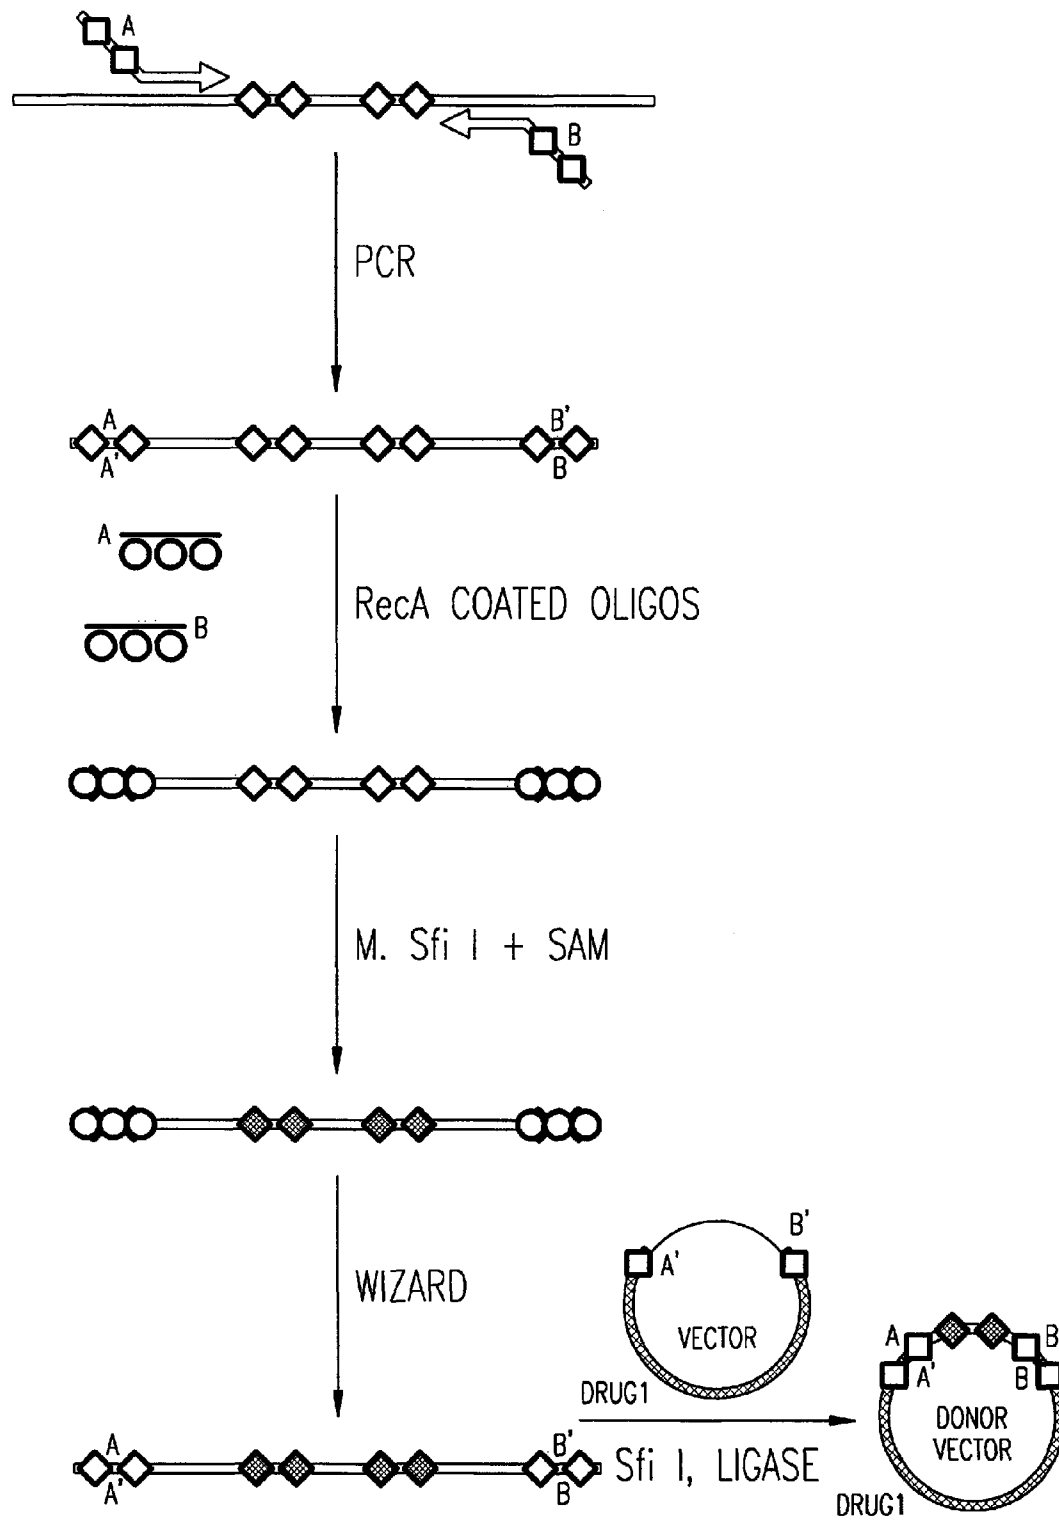 A
B
PCR
A
B'
A'
B
A
RecA COATED OLIGOS
B
M. Sfi I + SAM
B'
A'
WIZARD
VECTOR
A
B
A'
B
DRUG1
DONOR
VECTOR
A
B'
Sfi I, LIGASE
A'
B
DRUG1